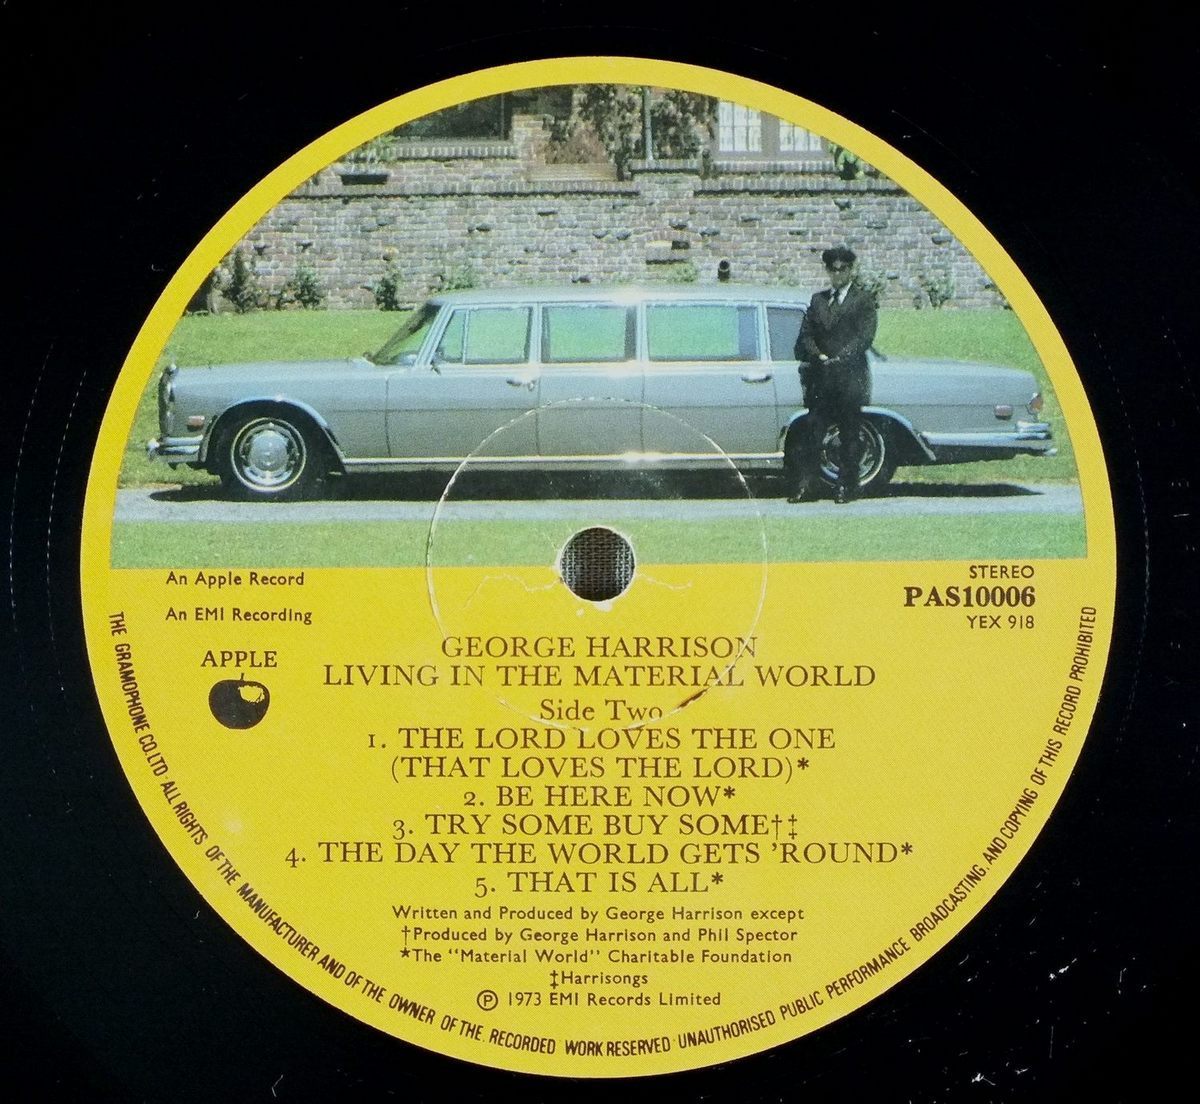 An Apple Record
An EMI Recording
APPLE
STEREO
PAS10006
YEX 918
GEORGE HARRISON
LIVING IN THE MATERIAL WORLD
Side Two
1. THE LORD LOVES THE ONE
(THAT LOVES THE LORD)*
2. BE HERE NOW*
3. TRY SOME BUY SOME†‡
4. THE DAY THE WORLD GETS ’ROUND*
5. THAT IS ALL*
Written and Produced by George Harrison except
†Produced by George Harrison and Phil Spector
*The “Material World” Charitable Foundation
‡Harrisongs
℗ 1973 EMI Records Limited
THE GRAMOPHONE CO.LTD· ALL RIGHTS OF THE MANUFACTURER AND OF THE OWNER OF THE RECORDED WORK RESERVED· UNAUTHORISED PUBLIC PERFORMANCE BROADCASTING AND COPYING OF THIS RECORD PROHIBITED